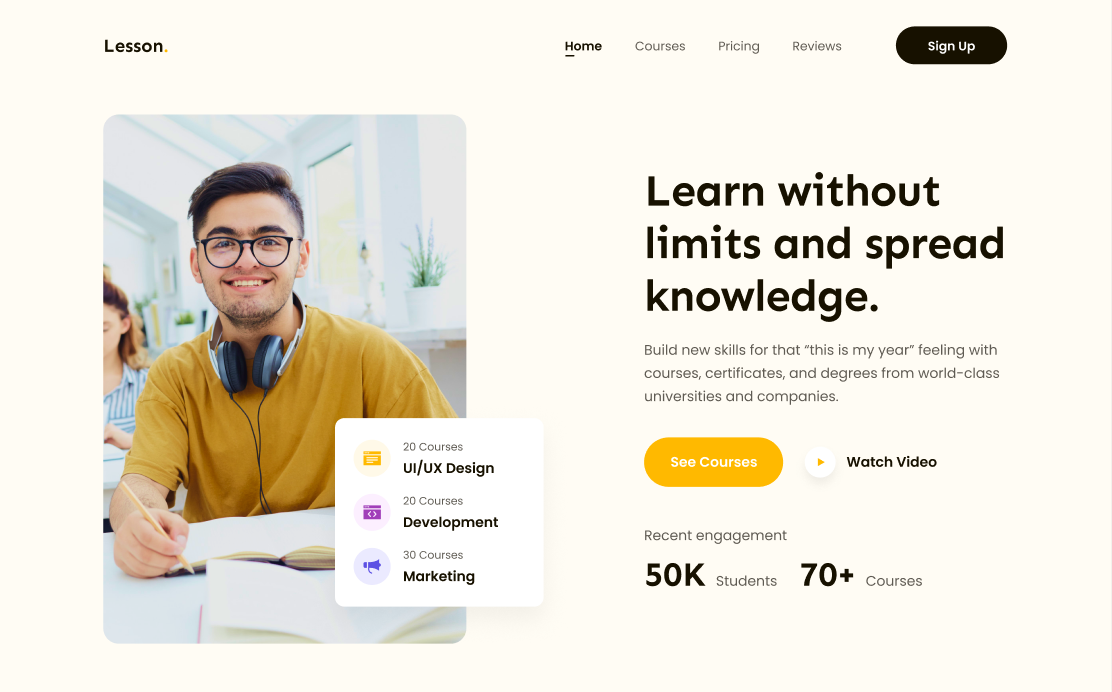 Lesson.
Home
Courses
Pricing
Reviews
Sign Up
Learn without
limits and spread
knowledge.
Build new skills for that “this is my year” feeling with
courses, certificates, and degrees from world-class
universities and companies.
See Courses
Watch Video
Recent engagement
50K Students
70+ Courses
20 Courses
UI/UX Design
20 Courses
Development
30 Courses
Marketing